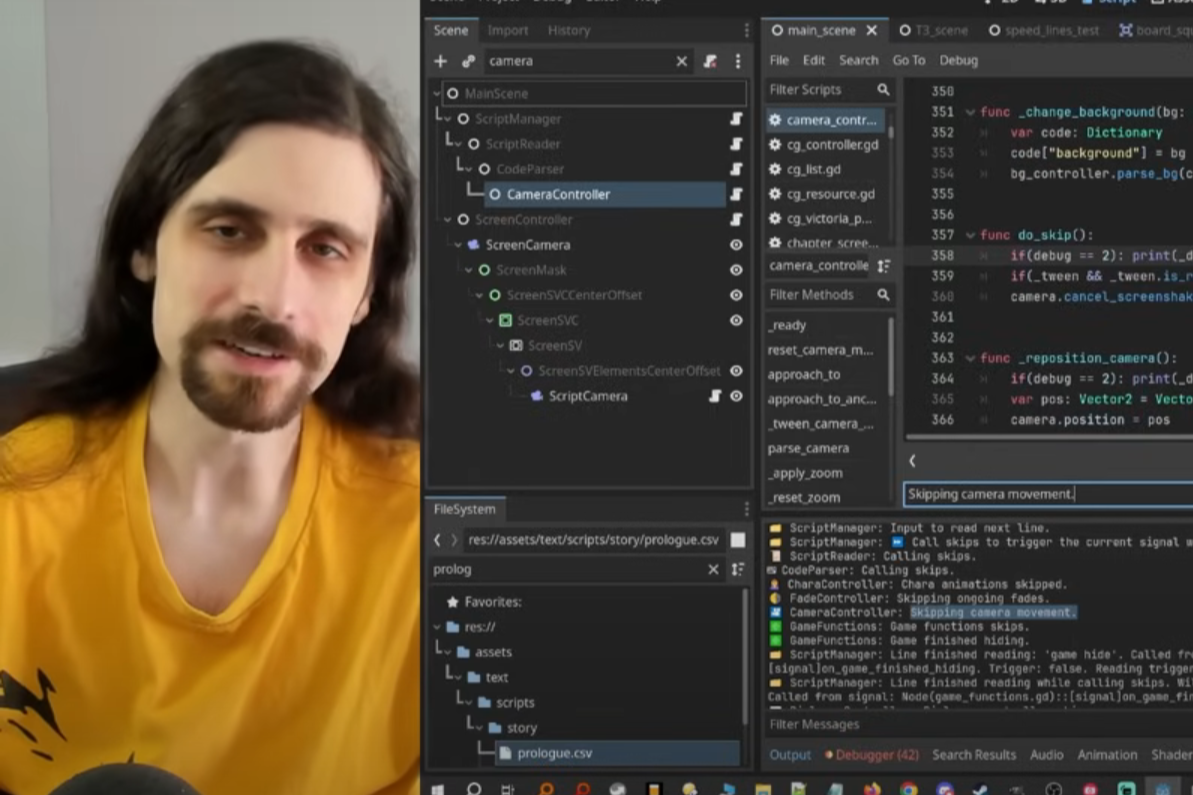 Scene Import History
camera
MainScene
ScriptManager
ScriptReader
CodeParser
CameraController
ScreenController
ScreenCamera
ScreenMask
ScreenSVCCenterOffset
ScreenSVC
ScreenSV
ScreenSVElementsCenterOffset
ScriptCamera
FileSystem
res://assets/text/scripts/story/prologue.csv
prolog
Favorites:
res://
assets
text
scripts
story
prologue.csv
main_scene T3_scene speed_lines_test board_squ
File Edit Search Go To Debug
Filter Scripts
camera_contr...
cg_controller.gd
cg_list.gd
cg_resource.gd
cg_victoria_p...
chapter_scree...
camera_controlle
Filter Methods
_ready
reset_camera_m...
approach_to
approach_to_anc...
_tween_camera_...
parse_camera
_apply_zoom
_reset_zoom
350
351 func _change_background(bg:
352 var code: Dictionary
353 code["background"] = bg
354 bg_controller.parse_bg(c
355
356
357 func do_skip():
358 if(debug == 2): print(_d
359 if(_tween && _tween.is_r
360 camera.cancel_screenshak
361
362
363 func _reposition_camera():
364 if(debug == 2): print(_d
365 var pos: Vector2 = Vecto
366 camera.position = pos
Skipping camera movement.
ScriptManager: Input to read next line.
ScriptManager: ⏩ Call skips to trigger the current signal w
ScriptReader: Calling skips.
CodeParser: Calling skips.
CharaController: Chara animations skipped.
FadeController: Skipping ongoing fades.
CameraController: Skipping camera movement.
GameFunctions: Game functions skips.
GameFunctions: Game finished hiding.
ScriptManager: Line finished reading: 'game hide'. Called fro
[signal]on_game_finished_hiding. Trigger: false. Reading trigger
ScriptManager: Line finished reading while calling skips. Wil
Called from signal: Node(game_functions.gd)::[signal]on_game_fin
Filter Messages
Output Debugger (42) Search Results Audio Animation Shader